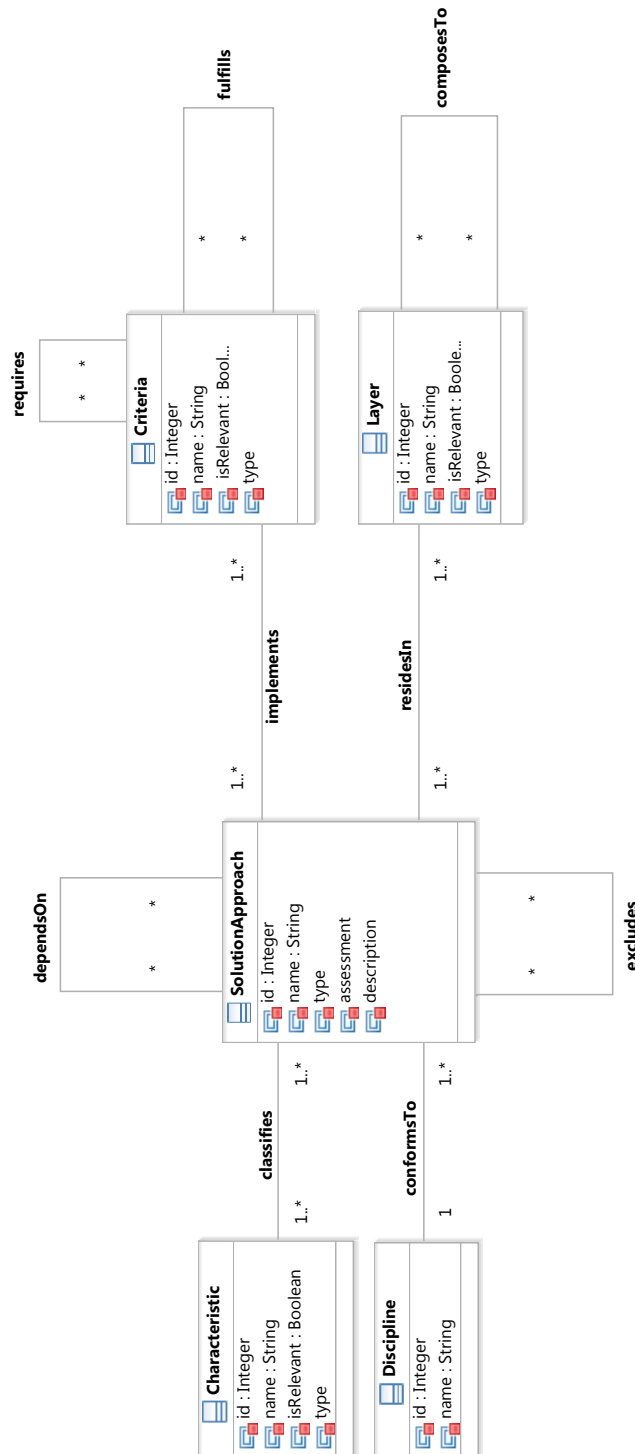 requires
*
*
dependsOn
*
*
Criteria
id : Integer
name : String
isRelevant : Bool...
type
*
*
fulfills
Characteristic
id : Integer
name : String
isRelevant : Boolean
type
1..*
classifies
1..*
SolutionApproach
id : Integer
name : String
type
assessment
description
1..*
implements
1..*
Discipline
id : Integer
name : String
1
conformsTo
1..*
1..*
residesIn
1..*
Layer
id : Integer
name : String
isRelevant : Boole...
type
*
*
composesTo
*
*
excludes